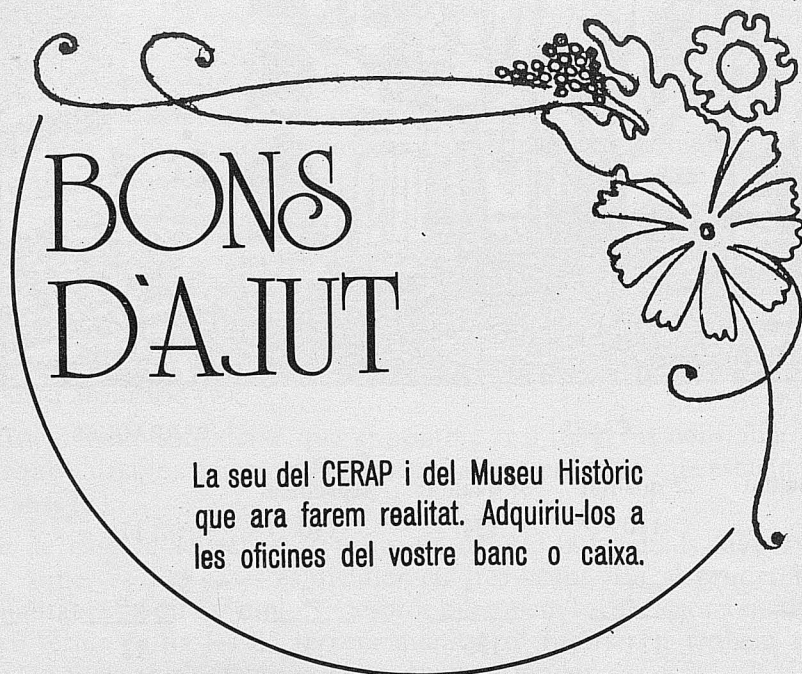 BONS
D'AJUT
La seu del CERAP i del Museu Històric
que ara farem realitat. Adquiriu-los a
les oficines del vostre banc o caixa.